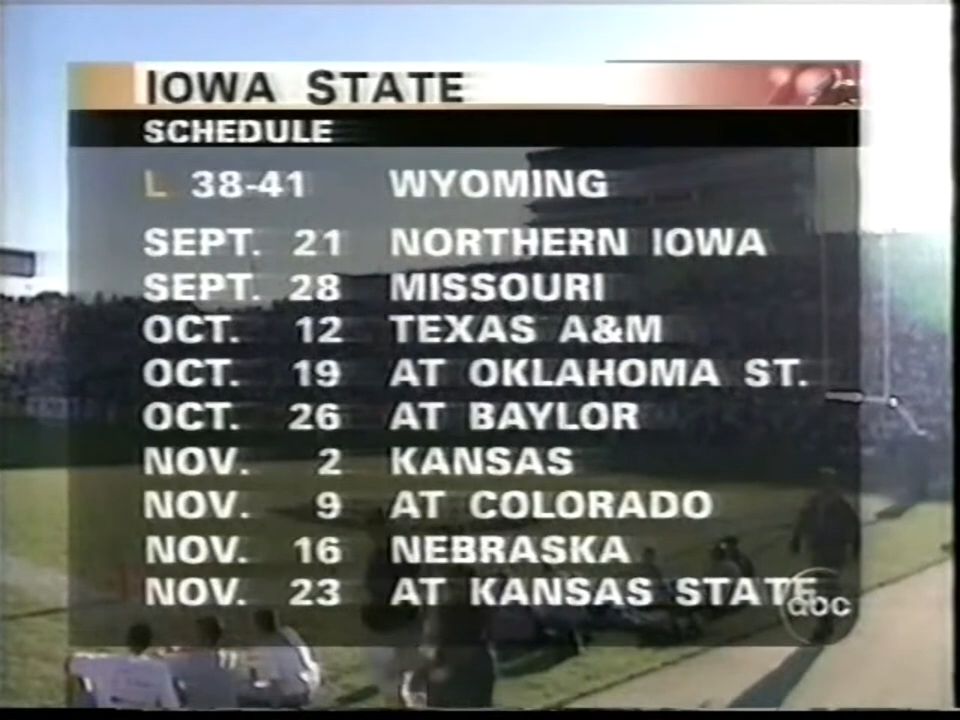 IOWA STATE
SCHEDULE
L 38-41 WYOMING
SEPT. 21 NORTHERN IOWA
SEPT. 28 MISSOURI
OCT. 12 TEXAS A&M
OCT. 19 AT OKLAHOMA ST.
OCT. 26 AT BAYLOR
NOV. 2 KANSAS
NOV. 9 AT COLORADO
NOV. 16 NEBRASKA
NOV. 23 AT KANSAS STATE
abc